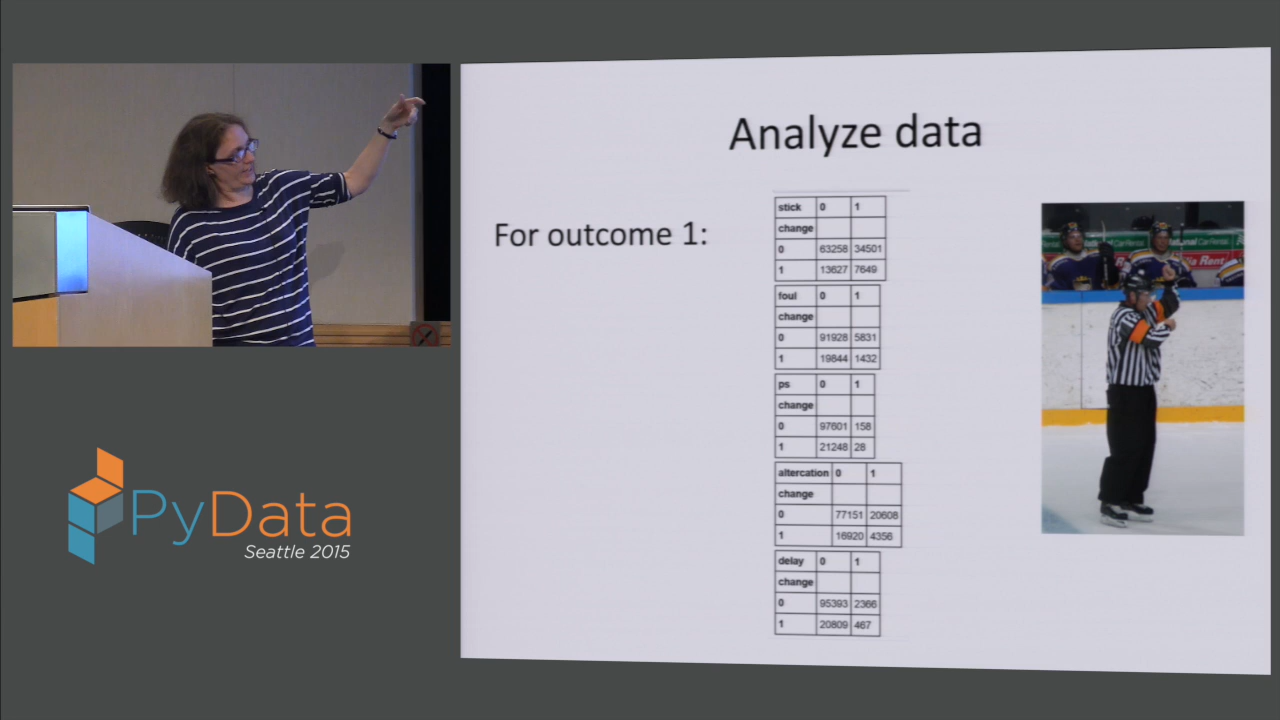 Analyze data
For outcome 1:
stick 0 1
change
0 63258 34501
1 13627 7649
foul 0 1
change
0 91928 5831
1 19844 1432
ps 0 1
change
0 97601 158
1 21248 28
altercation 0 1
change
0 77151 20608
1 16920 4356
delay 0 1
change
0 95393 2366
1 20809 467
PyData
Seattle 2015